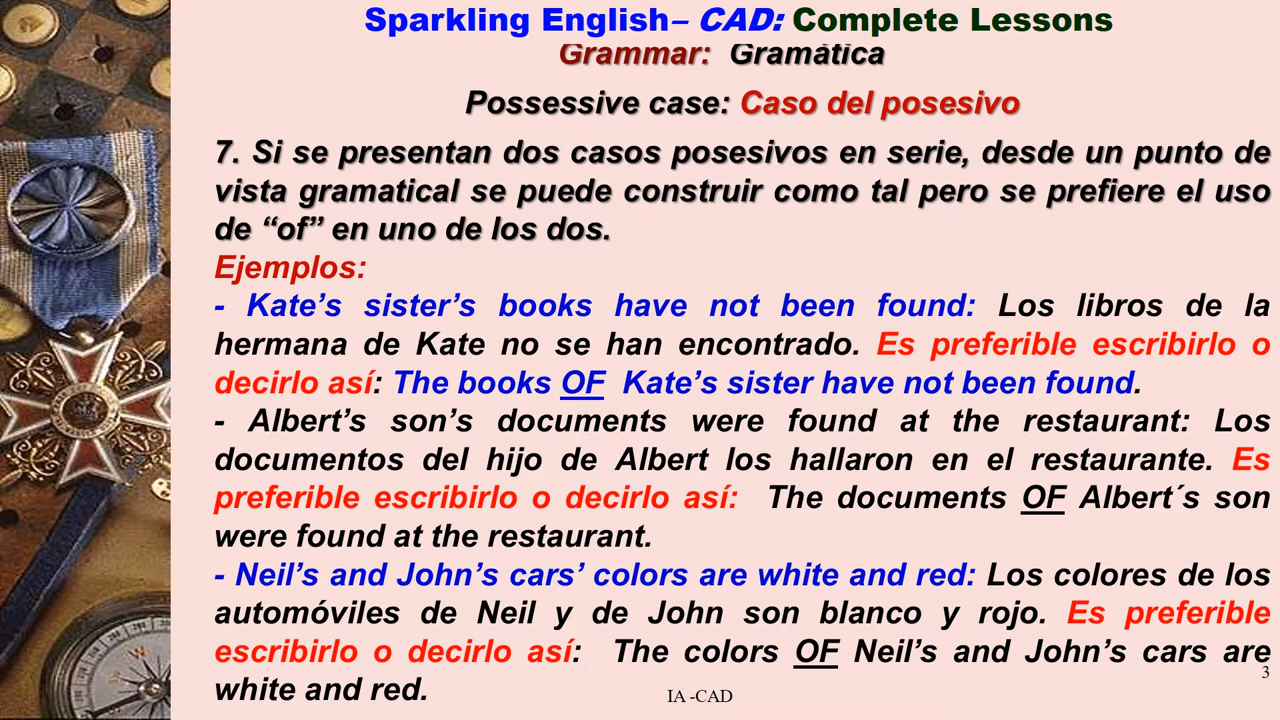 Sparkling English– CAD: Complete Lessons
Grammar: Gramática
Possessive case: Caso del posesivo
7. Si se presentan dos casos posesivos en serie, desde un punto de
vista gramatical se puede construir como tal pero se prefiere el uso
de “of” en uno de los dos.
Ejemplos:
- Kate’s sister’s books have not been found: Los libros de la
hermana de Kate no se han encontrado. Es preferible escribirlo o
decirlo así: The books OF Kate’s sister have not been found.
- Albert’s son’s documents were found at the restaurant: Los
documentos del hijo de Albert los hallaron en el restaurante. Es
preferible escribirlo o decirlo así: The documents OF Albert´s son
were found at the restaurant.
- Neil’s and John’s cars’ colors are white and red: Los colores de los
automóviles de Neil y de John son blanco y rojo. Es preferible
escribirlo o decirlo así: The colors OF Neil’s and John’s cars are
white and red.
3
IA -CAD